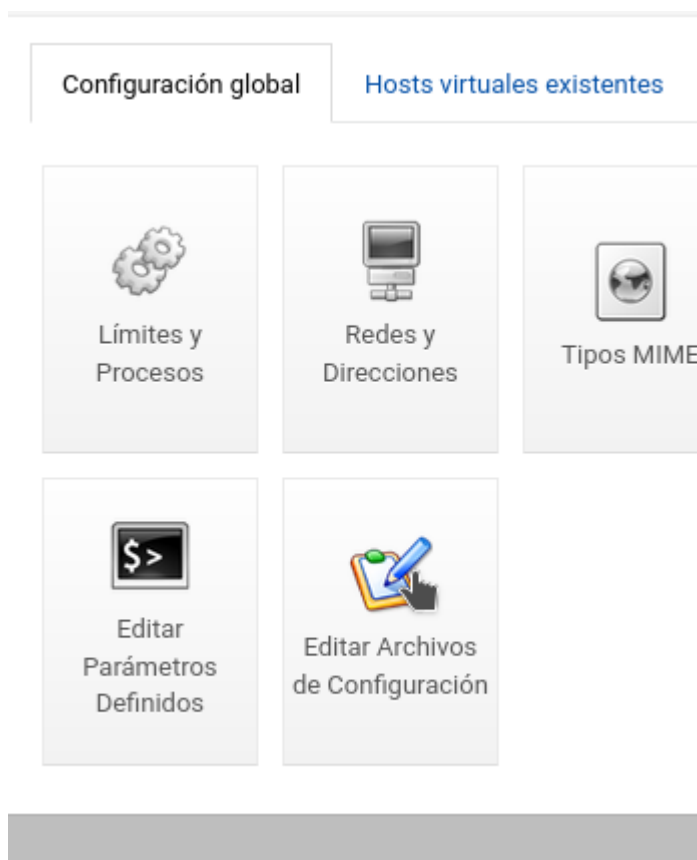 Configuración global
Hosts virtuales existentes
Límites y
Procesos
Redes y
Direcciones
Tipos MIME
$>
Editar
Parámetros
Definidos
Editar Archivos
de Configuración